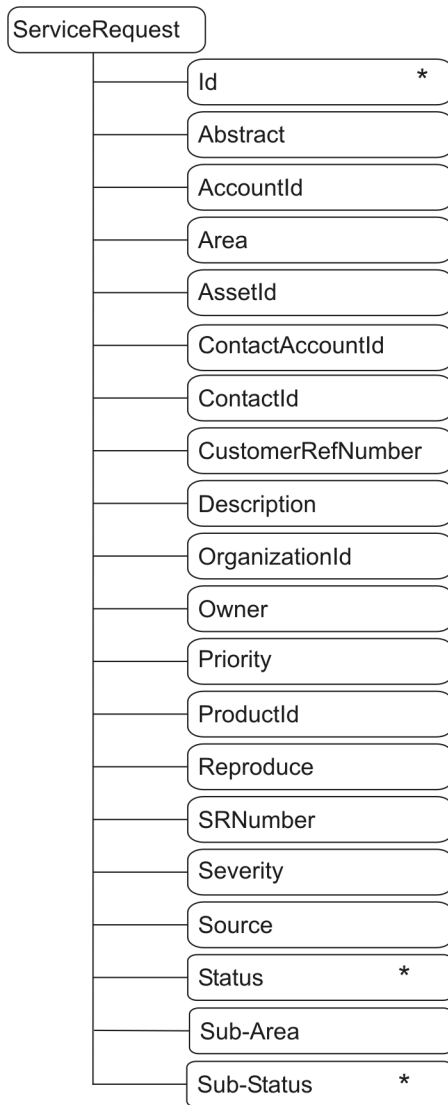 ServiceRequest
Id *
Abstract
AccountId
Area
AssetId
ContactAccountId
ContactId
CustomerRefNumber
Description
OrganizationId
Owner
Priority
ProductId
Reproduce
SRNumber
Severity
Source
Status *
Sub-Area
Sub-Status *